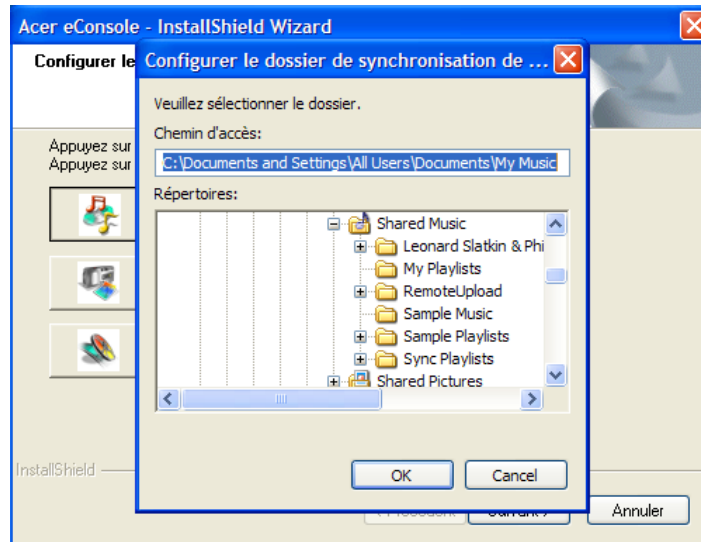 Acer eConsole - InstallShield Wizard
Configurer le
Configurer le dossier de synchronisation de ...
Veuillez sélectionner le dossier.
Chemin d'accès:
Appuyez sur
Appuyez sur
C:\Documents and Settings\All Users\Documents\My Music
Répertoires:
Shared Music
Leonard Slatkin & Phi
My Playlists
RemoteUpload
Sample Music
Sample Playlists
Sync Playlists
Shared Pictures
InstallShield
OK
Cancel
< Précédent
Suivant >
Annuler